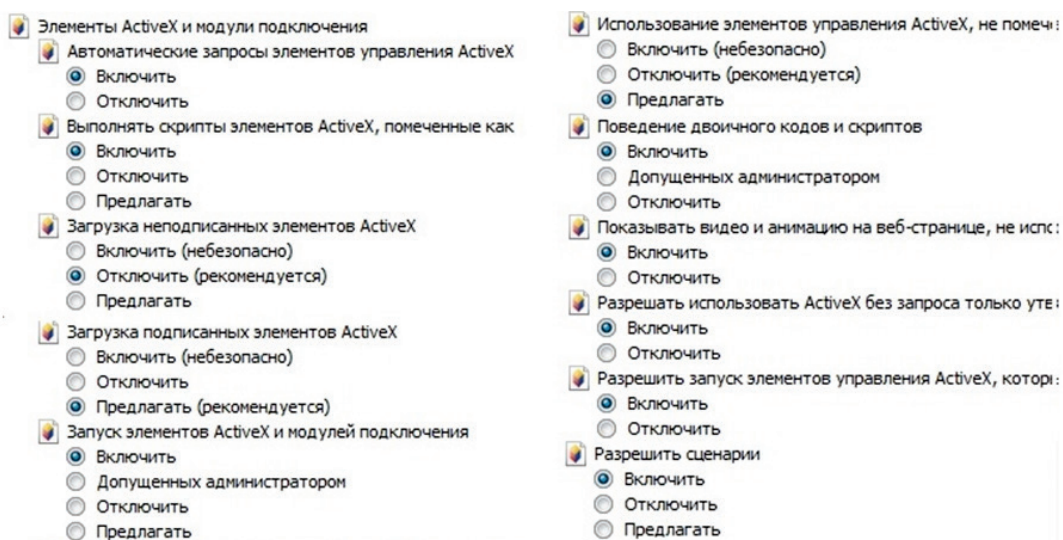 Элементы ActiveX и модули подключения
Автоматические запросы элементов управления ActiveX
Включить
Отключить
Выполнять скрипты элементов ActiveX, помеченные как
Включить
Отключить
Предлагать
Загрузка неподписанных элементов ActiveX
Включить (небезопасно)
Отключить (рекомендуется)
Предлагать
Загрузка подписанных элементов ActiveX
Включить (небезопасно)
Отключить
Предлагать (рекомендуется)
Запуск элементов ActiveX и модулей подключения
Включить
Допущенных администратором
Отключить
Предлагать
Использование элементов управления ActiveX, не
Включить (небезопасно)
Отключить (рекомендуется)
Предлагать
Поведение двоичного кодов и скриптов
Включить
Допущенных администратором
Отключить
Показывать видео и анимацию на веб-странице, не
Включить
Отключить
Разрешать использовать ActiveX без запроса только
Включить
Отключить
Разрешить запуск элементов управления ActiveX,
Включить
Отключить
Разрешить сценарии
Включить
Отключить
Предлагать